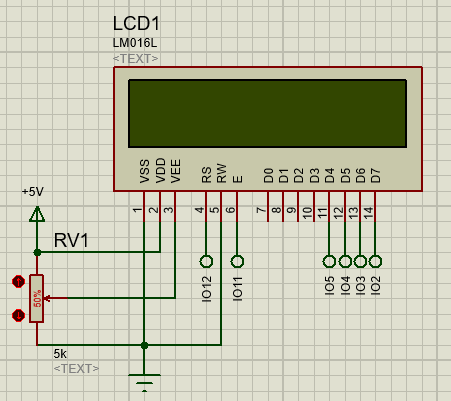 LCD1
LM016L
<TEXT>
VSS
VDD
VEE
RS
RW
E
D0
D1
D2
D3
D4
D5
D6
D7
1
2
3
4
5
6
7
8
9
10
11
12
13
14
+5V
RV1
50%
IO12
IO11
IO5
IO4
IO3
IO2
5k
<TEXT>